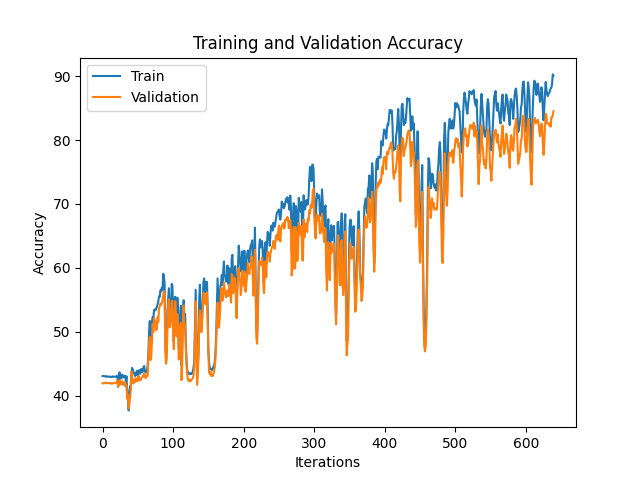 Training and Validation Accuracy
Train
Validation
90
80
70
60
50
40
Accuracy
0 100 200 300 400 500 600
Iterations